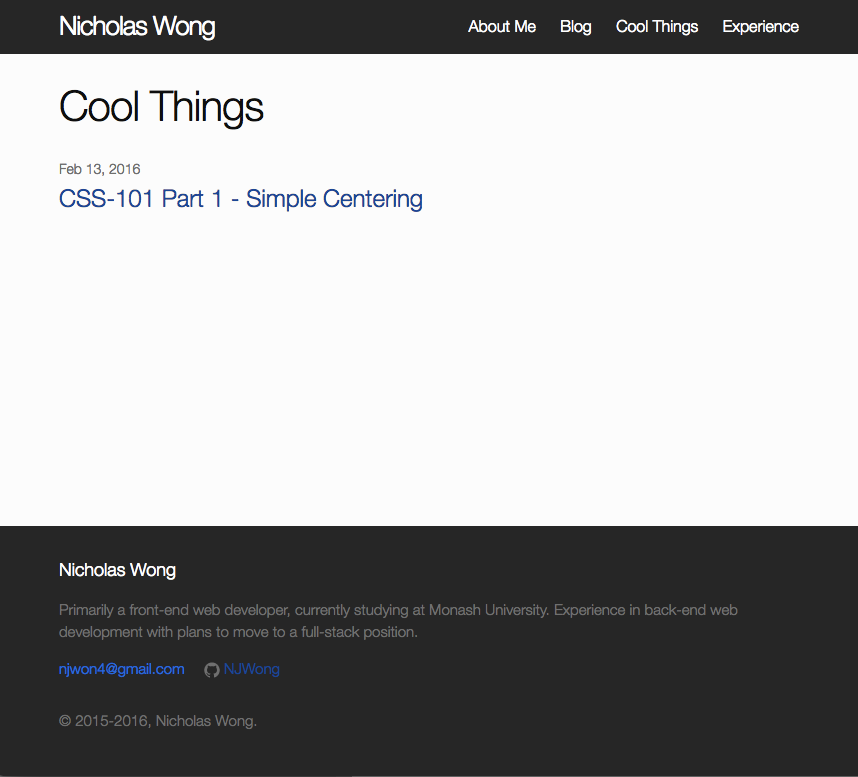 Nicholas Wong
About Me Blog Cool Things Experience
Cool Things
Feb 13, 2016
CSS-101 Part 1 - Simple Centering
Nicholas Wong
Primarily a front-end web developer, currently studying at Monash University. Experience in back-end web
development with plans to move to a full-stack position.
njwon4@gmail.com NJWong
© 2015-2016, Nicholas Wong.